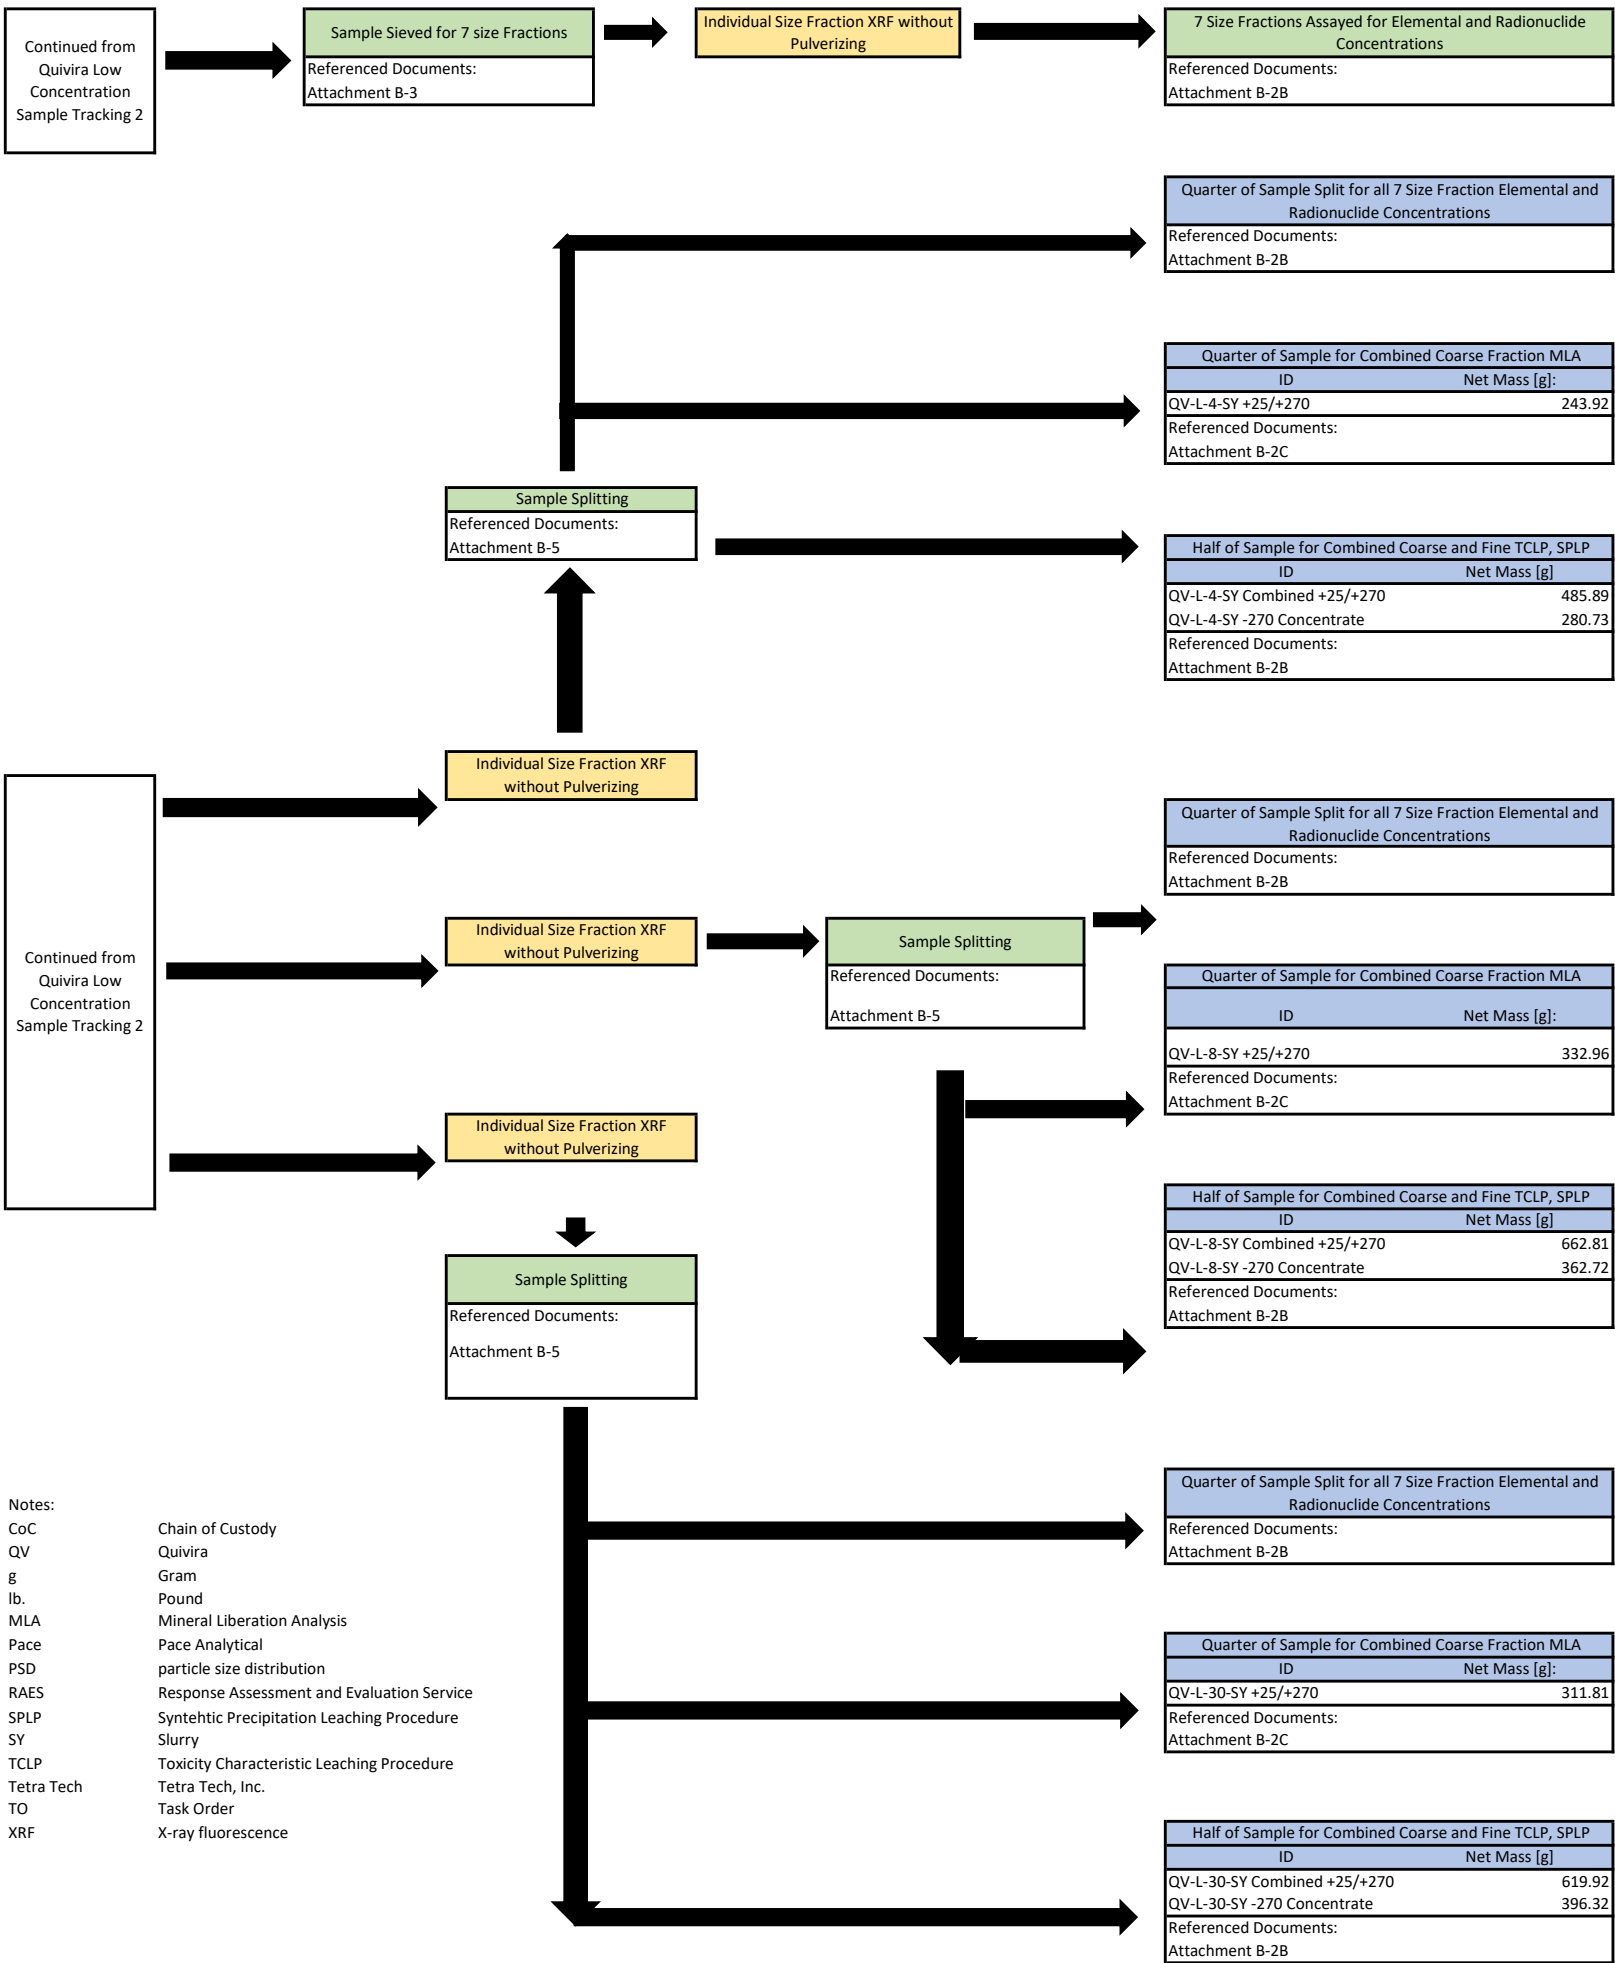 Continued from
Quivira Low
Concentration
Sample Tracking 2
Sample Sieved for 7 size Fractions
Referenced Documents:
Attachment B-3
Individual Size Fraction XRF without
Pulverizing
7 Size Fractions Assayed for Elemental and Radionuclide
Concentrations
Referenced Documents:
Attachment B-2B
Quarter of Sample Split for all 7 Size Fraction Elemental and
Radionuclide Concentrations
Referenced Documents:
Attachment B-2B
Quarter of Sample for Combined Coarse Fraction MLA
ID Net Mass [g]:
QV-L-4-SY +25/+270 243.92
Referenced Documents:
Attachment B-2C
Sample Splitting
Referenced Documents:
Attachment B-5
Half of Sample for Combined Coarse and Fine TCLP, SPLP
ID Net Mass [g]
QV-L-4-SY Combined +25/+270 485.89
QV-L-4-SY -270 Concentrate 280.73
Referenced Documents:
Attachment B-2B
Individual Size Fraction XRF
without Pulverizing
Continued from
Quivira Low
Concentration
Sample Tracking 2
Quarter of Sample Split for all 7 Size Fraction Elemental and
Radionuclide Concentrations
Referenced Documents:
Attachment B-2B
Individual Size Fraction XRF
without Pulverizing
Sample Splitting
Referenced Documents:
Attachment B-5
Quarter of Sample for Combined Coarse Fraction MLA
ID Net Mass [g]:
QV-L-8-SY +25/+270 332.96
Referenced Documents:
Attachment B-2C
Individual Size Fraction XRF
without Pulverizing
Half of Sample for Combined Coarse and Fine TCLP, SPLP
ID Net Mass [g]
QV-L-8-SY Combined +25/+270 662.81
QV-L-8-SY -270 Concentrate 362.72
Referenced Documents:
Attachment B-2B
Sample Splitting
Referenced Documents:
Attachment B-5
Quarter of Sample Split for all 7 Size Fraction Elemental and
Radionuclide Concentrations
Referenced Documents:
Attachment B-2B
Quarter of Sample for Combined Coarse Fraction MLA
ID Net Mass [g]:
QV-L-30-SY +25/+270 311.81
Referenced Documents:
Attachment B-2C
Half of Sample for Combined Coarse and Fine TCLP, SPLP
ID Net Mass [g]
QV-L-30-SY Combined +25/+270 619.92
QV-L-30-SY -270 Concentrate 396.32
Referenced Documents:
Attachment B-2B
Notes:
CoC Chain of Custody
QV Quivira
g Gram
lb. Pound
MLA Mineral Liberation Analysis
Pace Pace Analytical
PSD particle size distribution
RAES Response Assessment and Evaluation Service
SPLP Syntehtic Precipitation Leaching Procedure
SY Slurry
TCLP Toxicity Characteristic Leaching Procedure
Tetra Tech Tetra Tech, Inc.
TO Task Order
XRF X-ray fluorescence